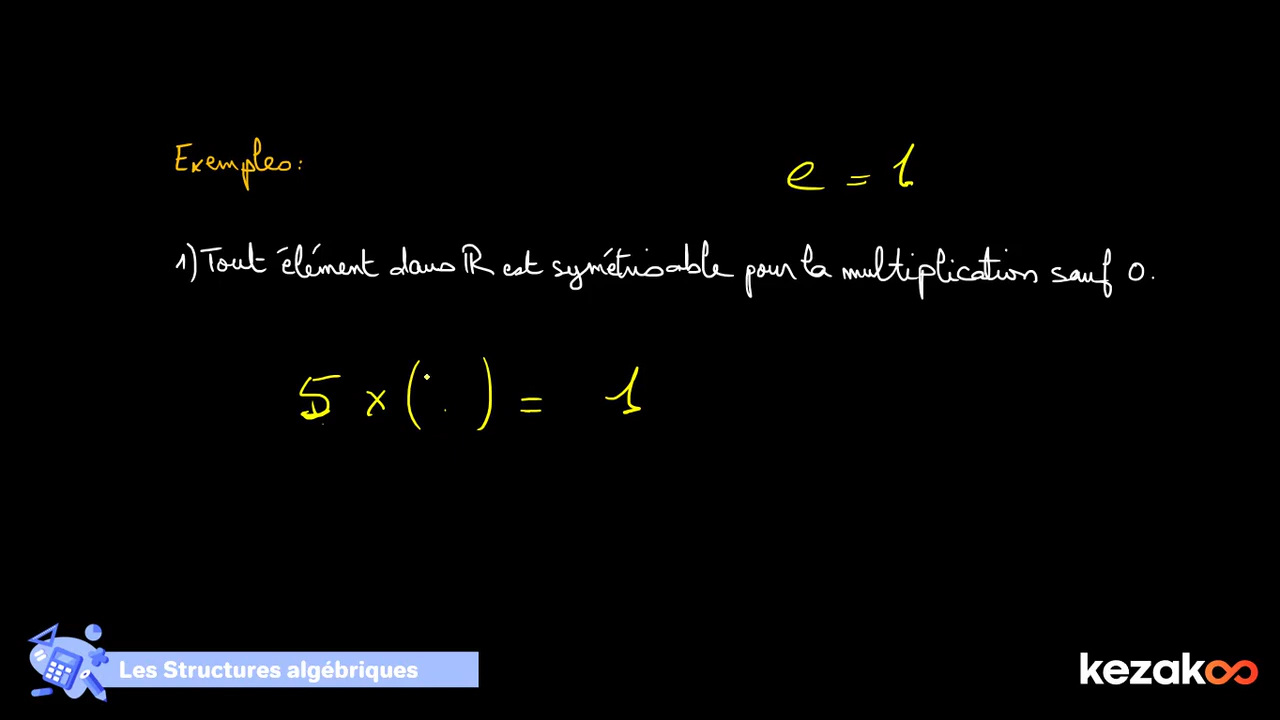 Exemples:
e = 1
1) Tout élément dans ℝ est symétrisable pour la multiplication sauf 0.
5 × ( ) = 1
Les Structures algébriques
kezakoo